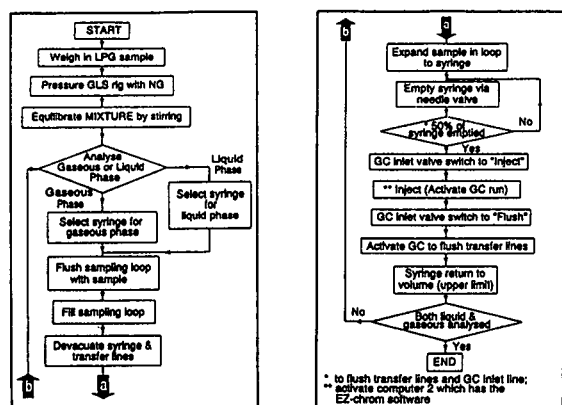 START
Weigh in LPG sample
Pressure GLS rig with NG
Equilibrate MIXTURE by stirring
Analyse
Gaseous or Liquid
Phase
Liquid
Phase
Gaseous
Phase
Select syringe
for
liquid phase
Select syringe for
gaseous phase
Flush sampling loop
with sample
Fill sampling loop
Devacuate syringe &
transfer lines
b
a
b
a
Expand sample in loop
to syringe
Empty syringe via
needle valve
No
* 50% of
syringe emptied
Yes
GC inlet valve switch to "Inject"
** Inject (Activate GC run)
GC inlet valve switch to "Flush"
Activate GC to flush transfer lines
Syringe return to
volume (upper limit)
No
Both liquid &
gaseous analysed
Yes
END
* to flush transfer lines and GC inlet line;
** activate computer 2 which has the
EZ-chrom software